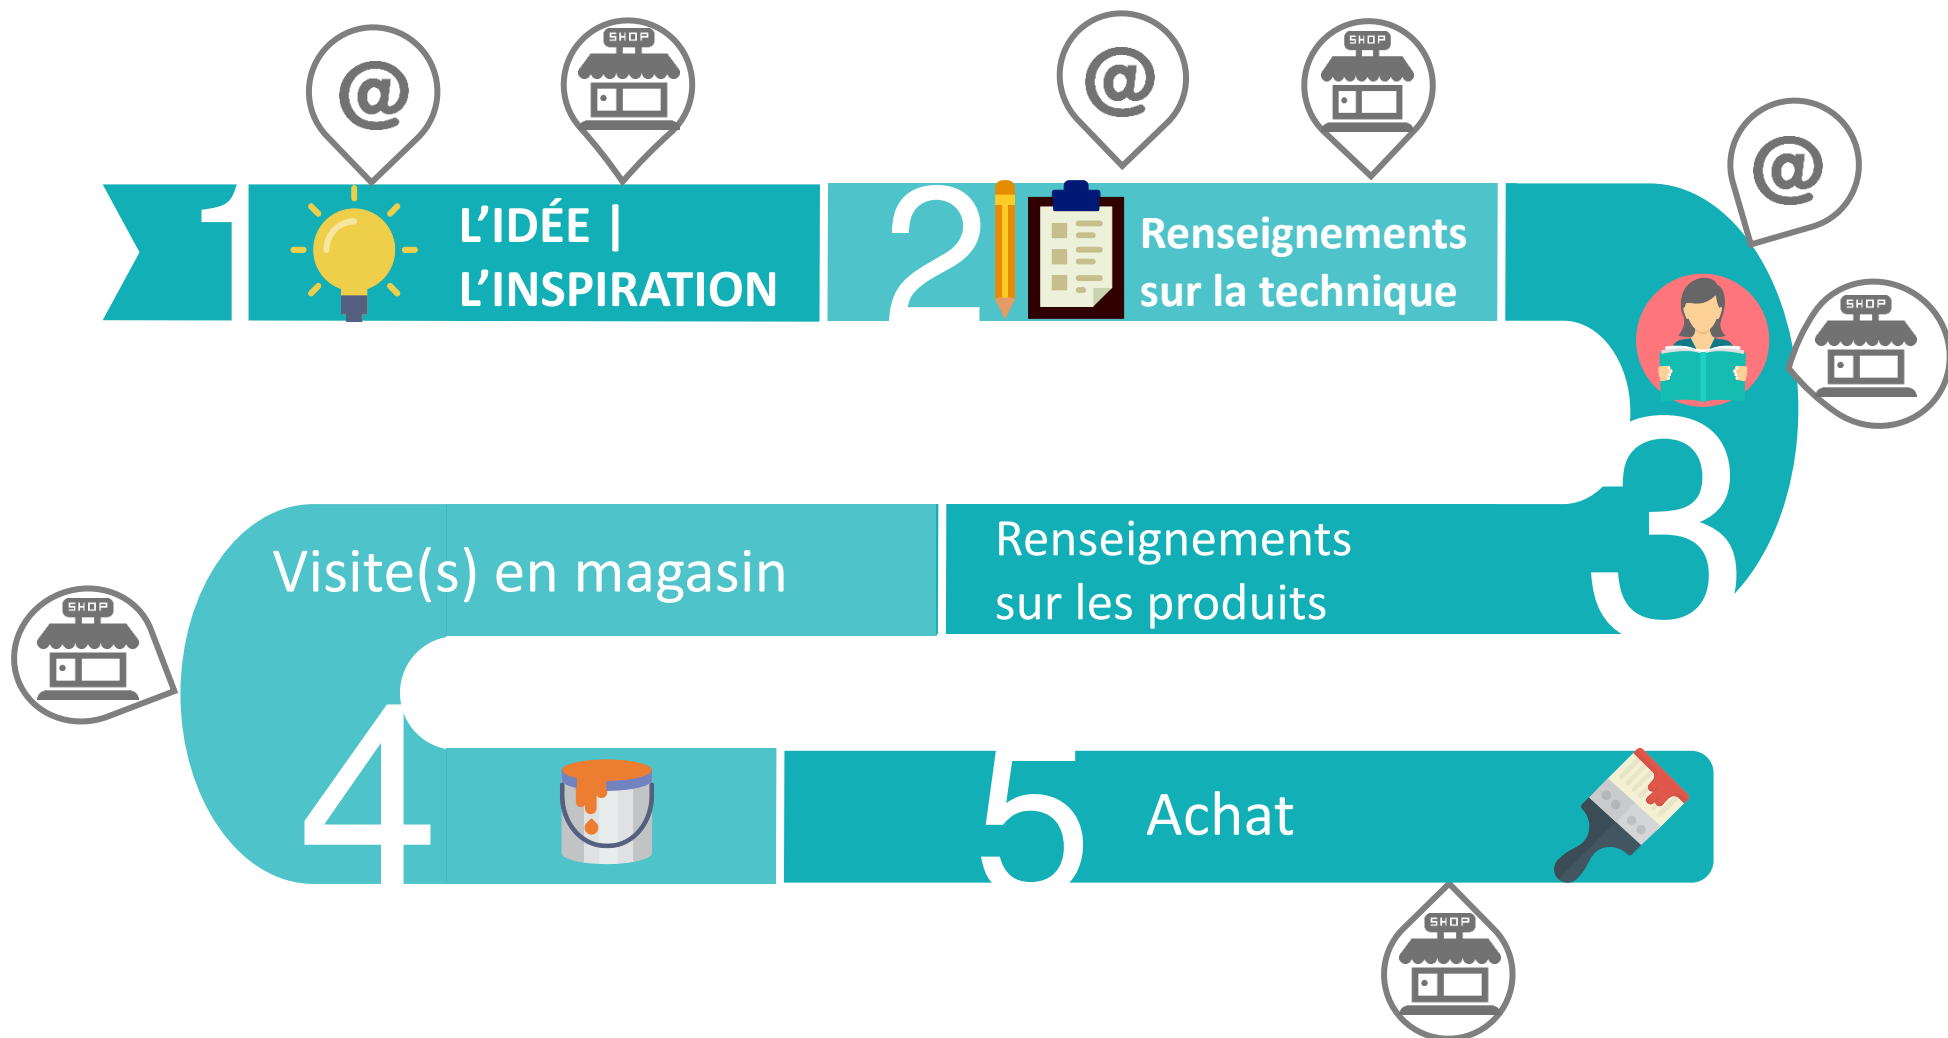 @
SHOP
@
SHOP
@
1
L’IDÉE |
L’INSPIRATION
2
Renseignements
sur la technique
SHOP
3
Renseignements
sur les produits
Visite(s) en magasin
SHOP
4
5
Achat
SHOP